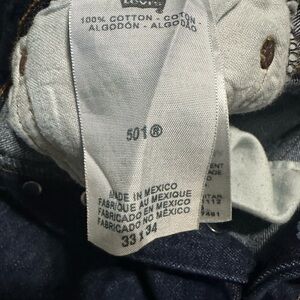 Levi's
100% COTTON - COTON -
ALGODÓN - ALGODÃO
501®
MADE IN MEXICO
FABRIQUÉ AU MEXIQUE
FABRICADO EN MEXICO
FABRICADO NO MÉXICO
33 x 34